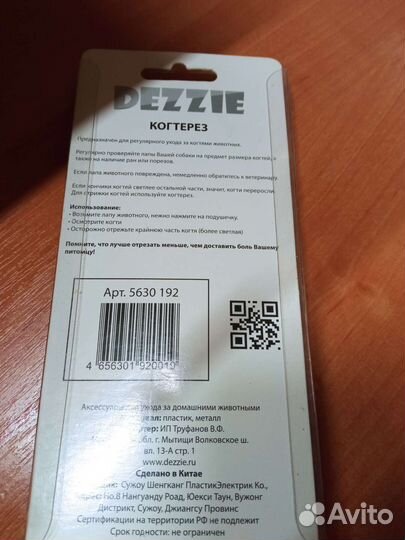 DEZZIE
КОГТЕРЕЗ
Предназначен для регулярного ухода за когтями животных.
Регулярно проверяйте лапы Вашей собаки на предмет размера когтей, а
также на наличие ран или порезов.
Если лапа животного повреждена, немедленно обратитесь к ветеринару.
Если кончики когтей светлее остальной части, значит, когти переросли.
Для стрижки когтей используйте когтерез.
Использование:
• Возьмите лапу животного, нежно нажмите на подушечку.
• Осмотрите когти
• Осторожно отрежьте крайнюю часть когтя (более светлая)
Помните, что лучше отрезать меньше, чем доставить боль Вашему
питомцу!
Арт. 5630 192
4 656301 920019
Аксессуары для ухода за домашними животными
пластик, металл
ИП Труфанов В.Ф.
обл. г. Мытищи Волковское ш.
вл. 13-А стр. 1
www.dezzie.ru
Сделано в Китае
Сужоу Шенгканг ПластикЭлектрик Ко.,
Адрес: No.8 Нангуанду Роад, Юекси Таун, Вужонг
Дистрикт, Сужоу, Джиангсу Провинс
Сертификации на территории РФ не подлежит
Срок годности: не ограничен
Avito